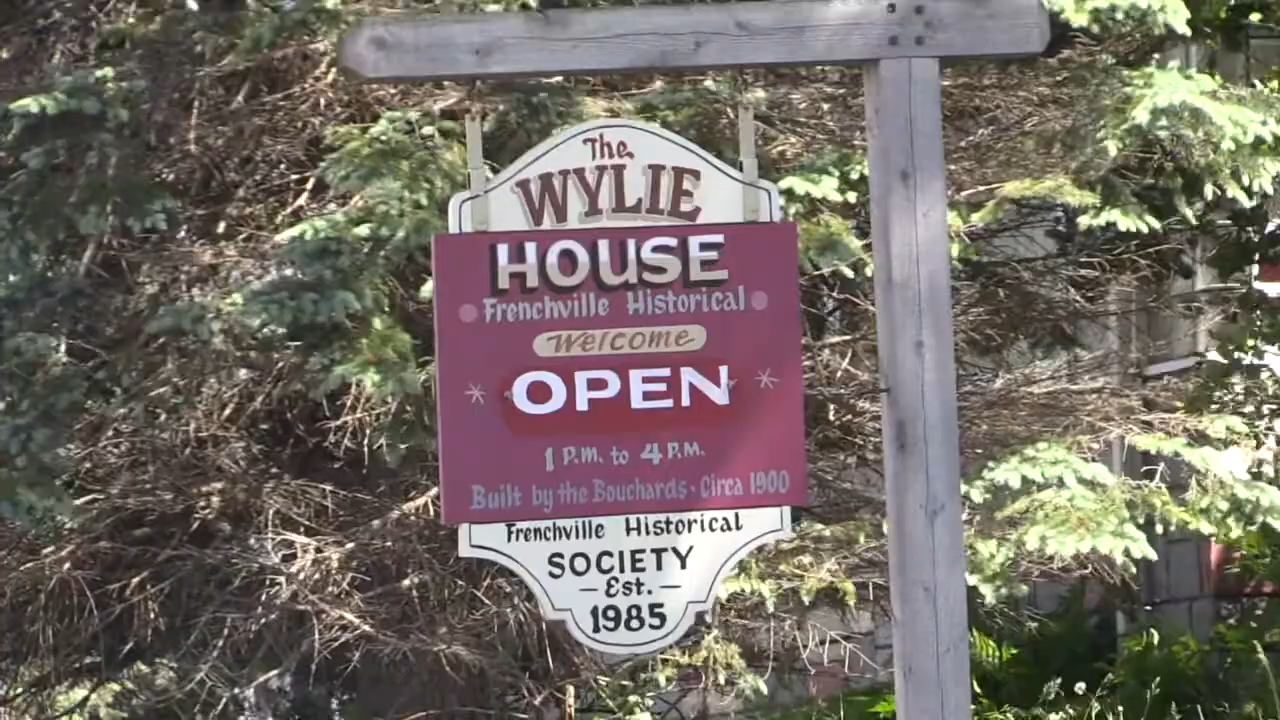 The
WYLIE
HOUSE
Frenchville Historical
Welcome
OPEN
1 P.M. to 4 P.M.
Built by the Bouchards · Circa 1900
Frenchville Historical
SOCIETY
— Est. —
1985